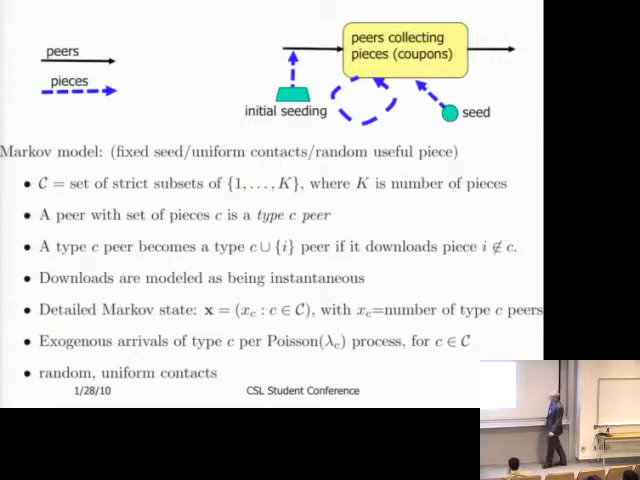 peers
pieces
peers collecting
pieces (coupons)
initial seeding
seed
Markov model: (fixed seed/uniform contacts/random useful piece)
• 𝒞 = set of strict subsets of {1, . . . , K}, where K is number of pieces
• A peer with set of pieces c is a type c peer
• A type c peer becomes a type c ∪ {i} peer if it downloads piece i ∉ c.
• Downloads are modeled as being instantaneous
• Detailed Markov state: x = (x_c : c ∈ 𝒞), with x_c=number of type c peers
• Exogenous arrivals of type c per Poisson(λ_c) process, for c ∈ 𝒞
• random, uniform contacts
1/28/10 CSL Student Conference